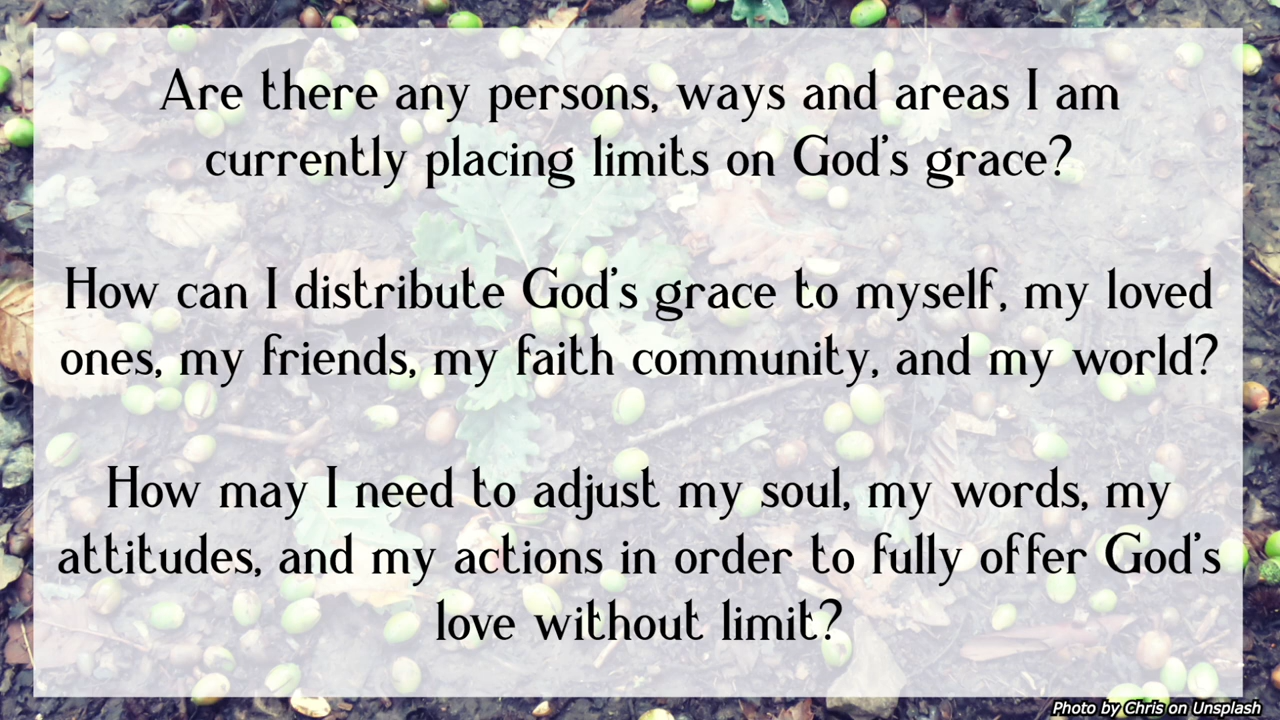 Are there any persons, ways and areas I am
currently placing limits on God's grace?
How can I distribute God's grace to myself, my loved
ones, my friends, my faith community, and my world?
How may I need to adjust my soul, my words, my
attitudes, and my actions in order to fully offer God's
love without limit?
Photo by Chris on Unsplash